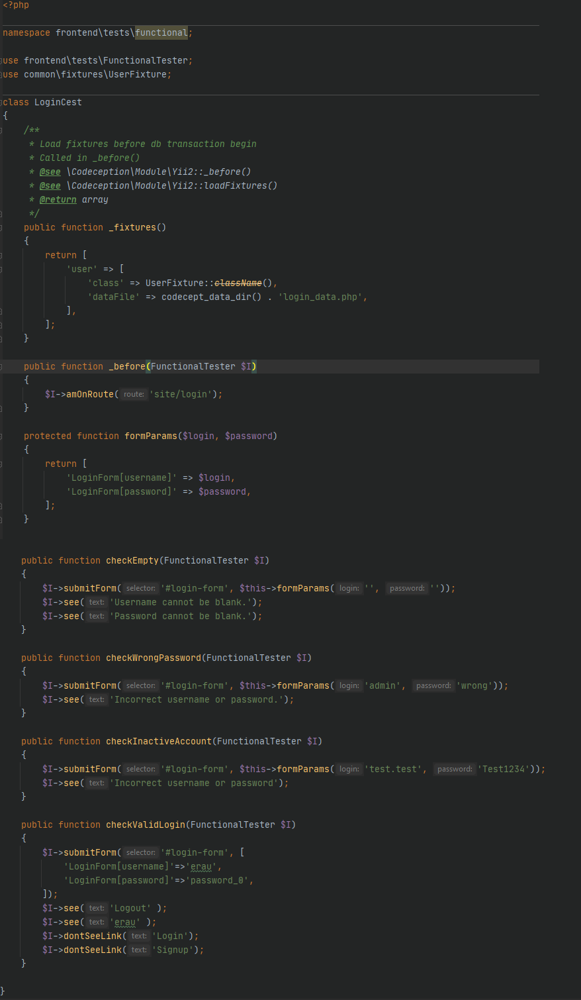 <?php
namespace frontend\tests\functional;
use frontend\tests\FunctionalTester;
use common\fixtures\UserFixture;
class LoginCest
{
/**
* Load fixtures before db transaction begin
* Called in _before()
* @see \Codeception\Module\Yii2::_before()
* @see \Codeception\Module\Yii2::loadFixtures()
* @return array
*/
public function _fixtures()
{
return [
'user' => [
'class' => UserFixture::className(),
'dataFile' => codecept_data_dir() . 'login_data.php',
],
];
}
public function _before(FunctionalTester $I)
{
$I->amOnRoute( route: 'site/login');
}
protected function formParams($login, $password)
{
return [
'LoginForm[username]' => $login,
'LoginForm[password]' => $password,
];
}
public function checkEmpty(FunctionalTester $I)
{
$I->submitForm( selector: '#login-form', $this->formParams( login: '', password: ''));
$I->see( text: 'Username cannot be blank.');
$I->see( text: 'Password cannot be blank.');
}
public function checkWrongPassword(FunctionalTester $I)
{
$I->submitForm( selector: '#login-form', $this->formParams( login: 'admin', password: 'wrong'));
$I->see( text: 'Incorrect username or password.');
}
public function checkInactiveAccount(FunctionalTester $I)
{
$I->submitForm( selector: '#login-form', $this->formParams( login: 'test.test', password: 'Test1234'));
$I->see( text: 'Incorrect username or password');
}
public function checkValidLogin(FunctionalTester $I)
{
$I->submitForm( selector: '#login-form', [
'LoginForm[username]'=>'erau',
'LoginForm[password]'=>'password_0',
]);
$I->see( text: 'Logout' );
$I->see( text: 'erau' );
$I->dontSeeLink( text: 'Login');
$I->dontSeeLink( text: 'Signup');
}
}